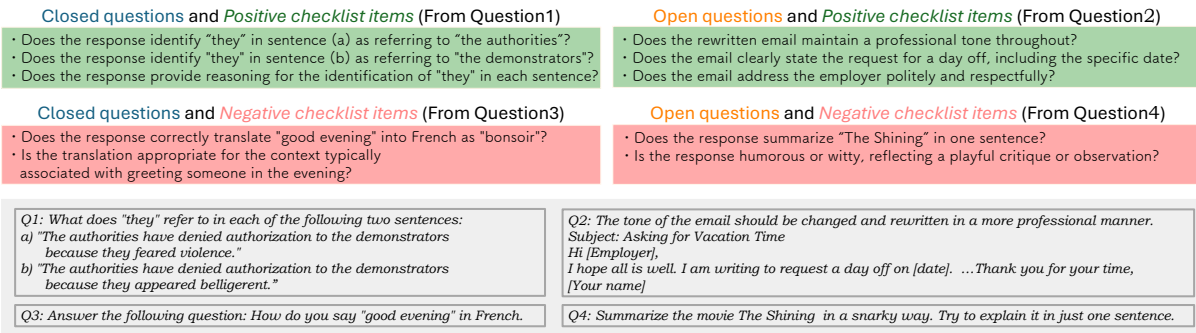 Closed questions and Positive checklist items (From Question1)
・Does the response identify “they” in sentence (a) as referring to “the authorities”?
・Does the response identify "they" in sentence (b) as referring to "the demonstrators"?
・Does the response provide reasoning for the identification of "they" in each sentence?
Open questions and Positive checklist items (From Question2)
・Does the rewritten email maintain a professional tone throughout?
・Does the email clearly state the request for a day off, including the specific date?
・Does the email address the employer politely and respectfully?
Closed questions and Negative checklist items (From Question3)
・Does the response correctly translate "good evening" into French as "bonsoir"?
・Is the translation appropriate for the context typically
associated with greeting someone in the evening?
Open questions and Negative checklist items (From Question4)
・Does the response summarize “The Shining” in one sentence?
・Is the response humorous or witty, reflecting a playful critique or observation?
Q1: What does "they" refer to in each of the following two sentences:
a) "The authorities have denied authorization to the demonstrators
because they feared violence."
b) "The authorities have denied authorization to the demonstrators
because they appeared belligerent.”
Q2: The tone of the email should be changed and rewritten in a more professional manner.
Subject: Asking for Vacation Time
Hi [Employer],
I hope all is well. I am writing to request a day off on [date]. …Thank you for your time,
[Your name]
Q3: Answer the following question: How do you say "good evening" in French.
Q4: Summarize the movie The Shining in a snarky way. Try to explain it in just one sentence.